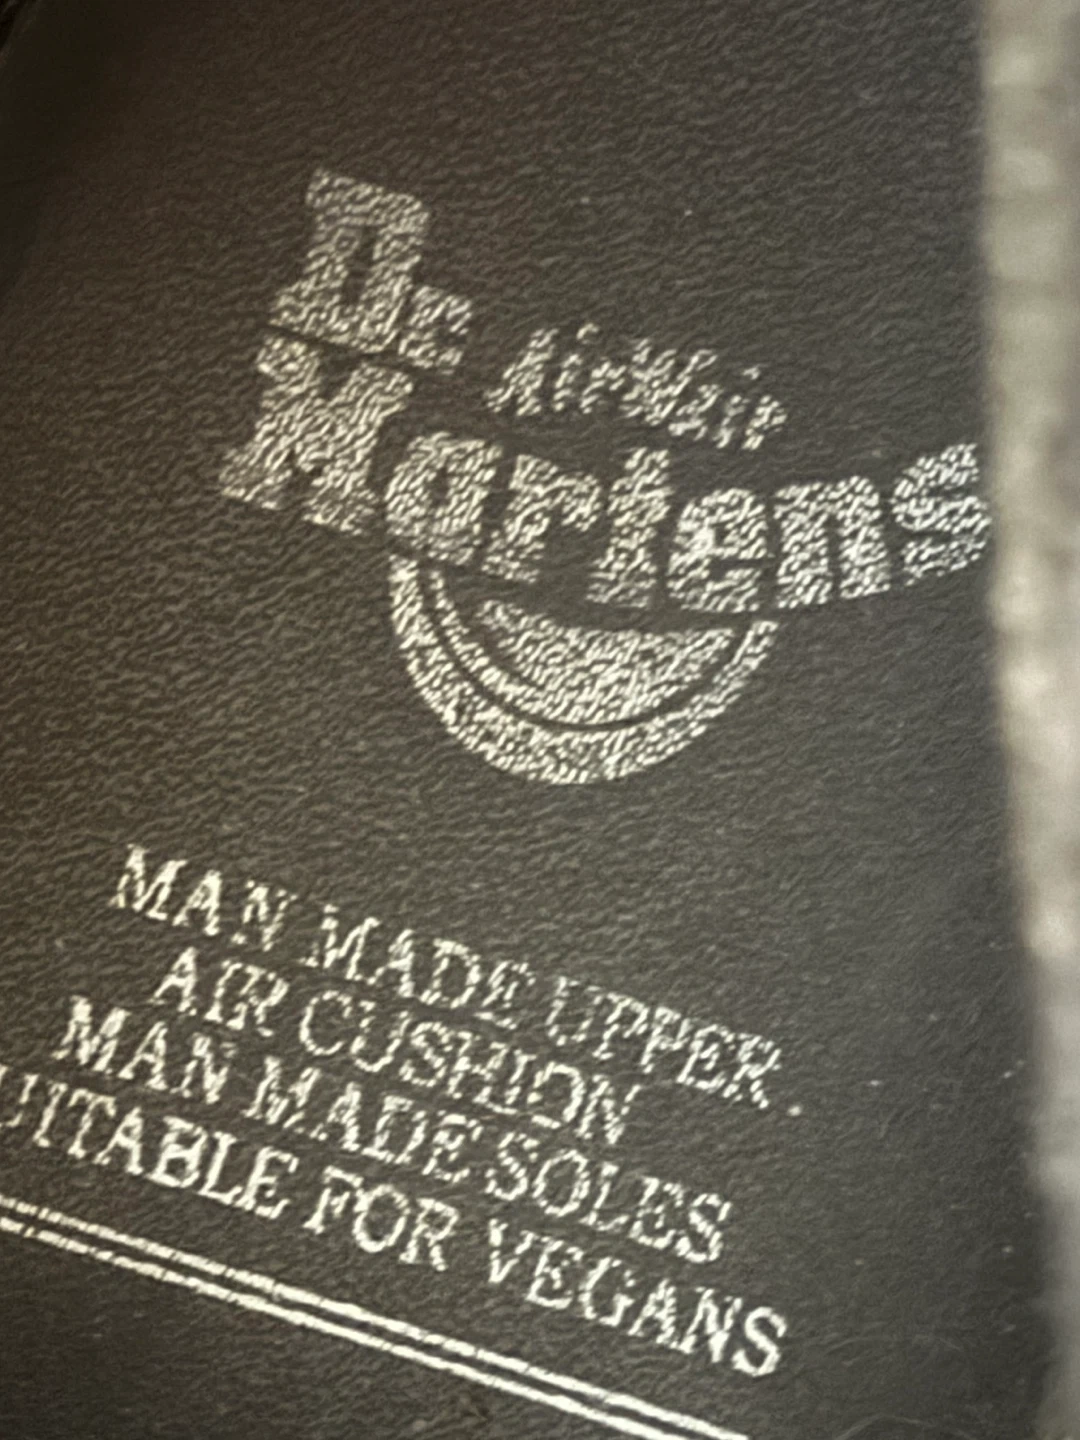 Dr
AirWair
Martens
MAN MADE UPPER
AIR CUSHION
MAN MADE SOLES
UITABLE FOR VEGANS